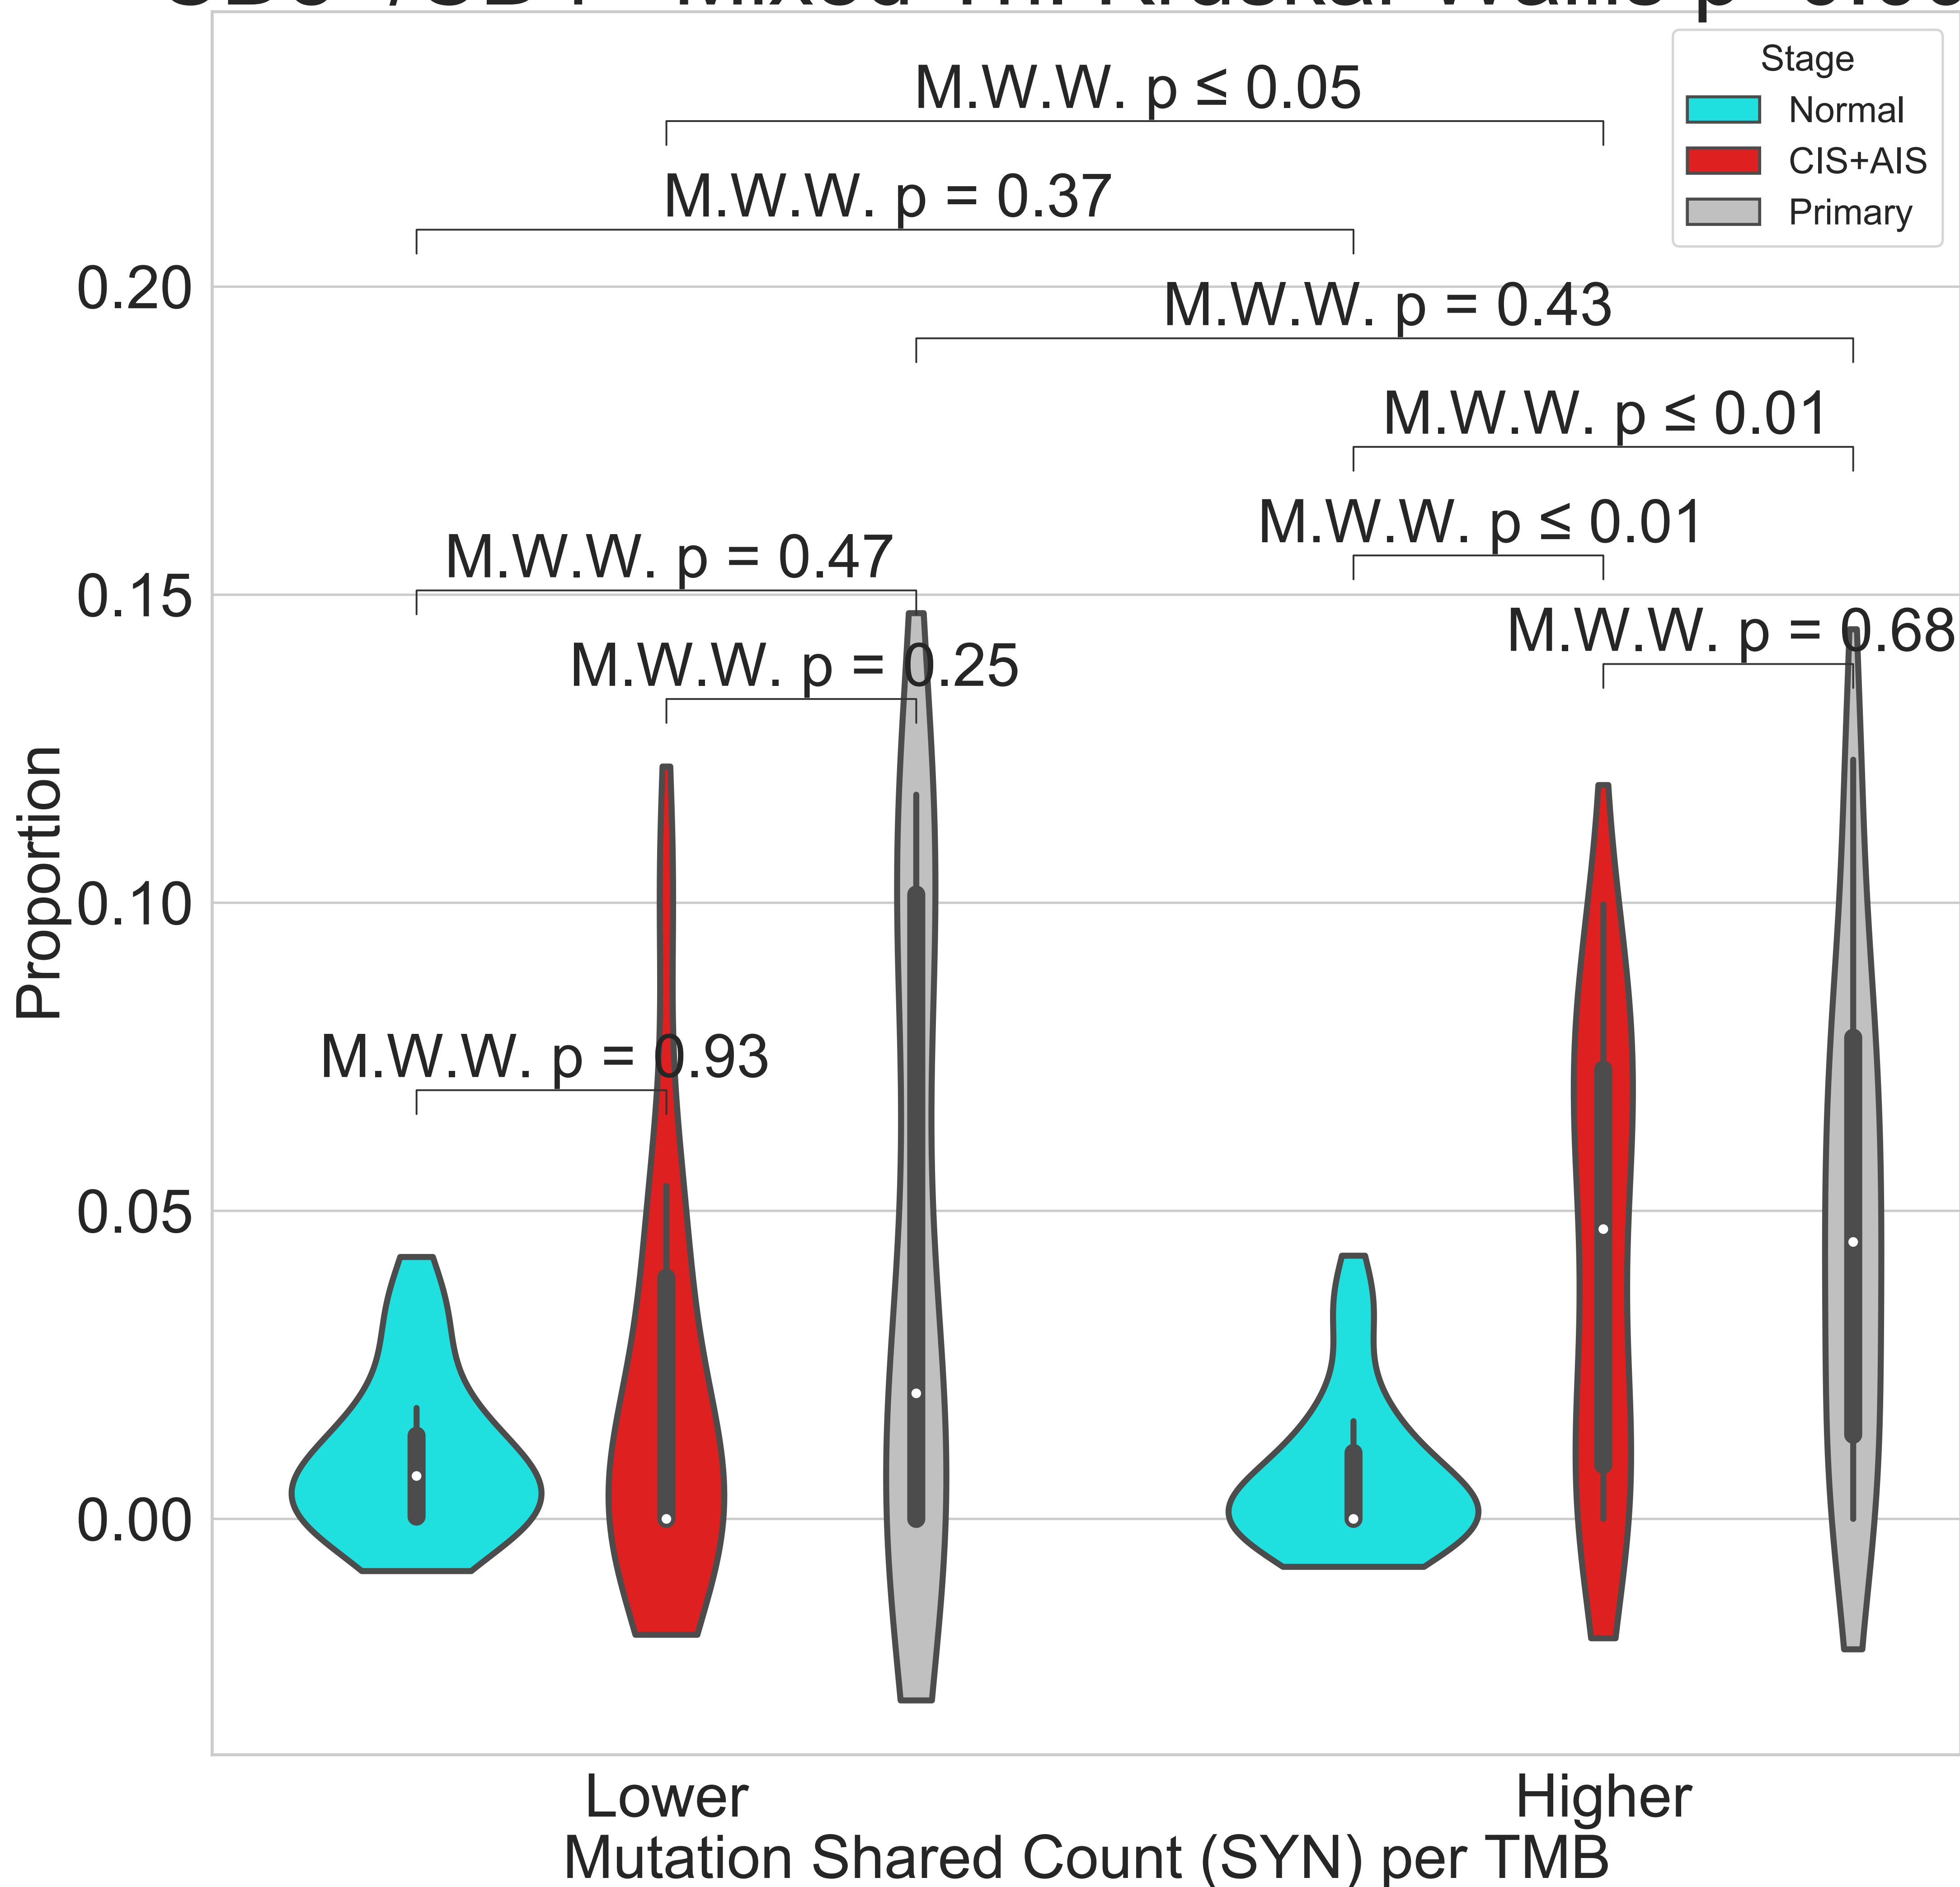 M.W.W. p ≤ 0.05
Stage
Normal
CIS+AIS
Primary
M.W.W. p = 0.37
0.20
M.W.W. p = 0.43
M.W.W. p ≤ 0.01
M.W.W. p ≤ 0.01
M.W.W. p = 0.47
0.15
M.W.W. p = 0.68
M.W.W. p = 0.25
Proportion
0.10
M.W.W. p = 0.93
0.05
0.00
Lower
Higher
Mutation Shared Count (SYN) per TMB